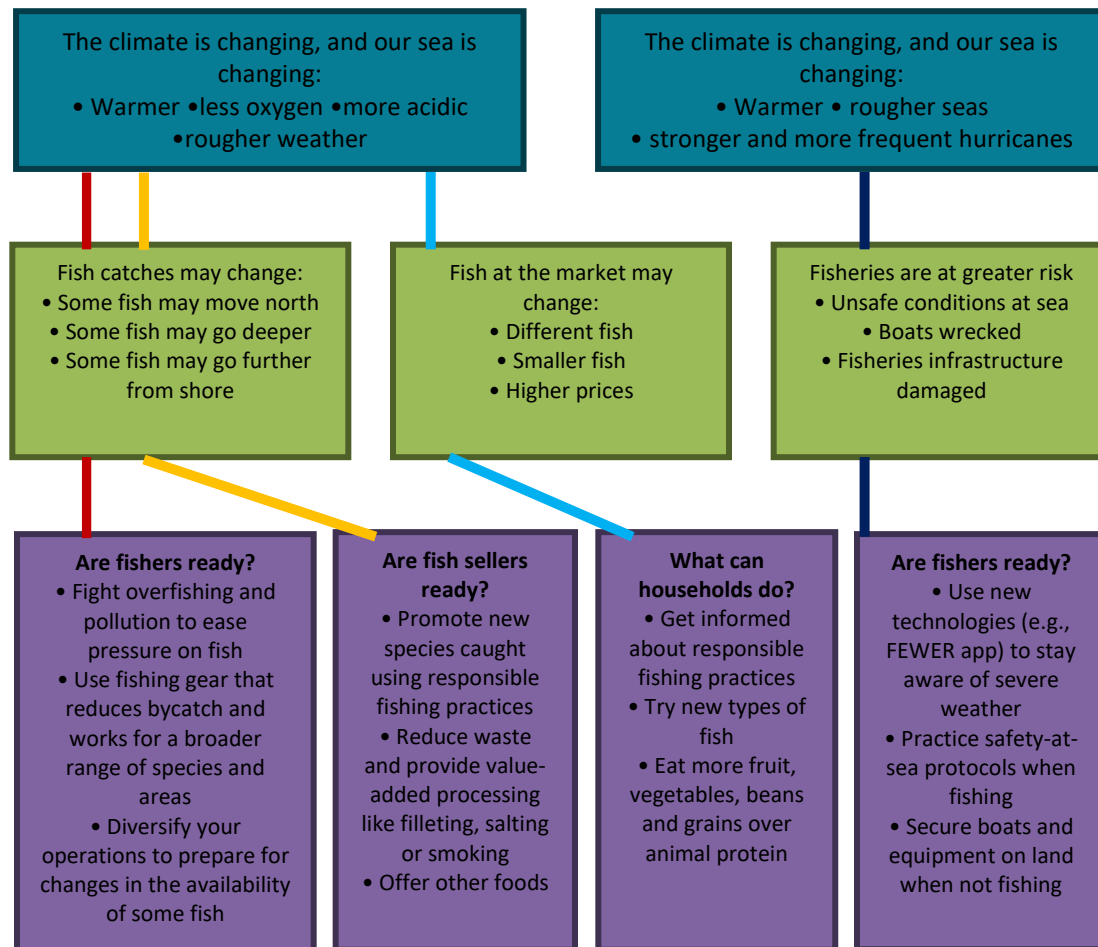 The climate is changing, and our sea is
changing:
• Warmer •less oxygen •more acidic
•rougher weather
The climate is changing, and our sea is
changing:
• Warmer • rougher seas
• stronger and more frequent hurricanes
Fish catches may change:
• Some fish may move north
• Some fish may go deeper
• Some fish may go further
from shore
Fish at the market may
change:
• Different fish
• Smaller fish
• Higher prices
Fisheries are at greater risk
• Unsafe conditions at sea
• Boats wrecked
• Fisheries infrastructure
damaged
Are fishers ready?
• Fight overfishing and
pollution to ease
pressure on fish
• Use fishing gear that
reduces bycatch and
works for a broader
range of species and
areas
• Diversify your
operations to prepare for
changes in the availability
of some fish
Are fish sellers
ready?
• Promote new
species caught
using responsible
fishing practices
• Reduce waste
and provide value-
added processing
like filleting, salting
or smoking
• Offer other foods
What can
households do?
• Get informed
about responsible
fishing practices
• Try new types of
fish
• Eat more fruit,
vegetables, beans
and grains over
animal protein
Are fishers ready?
• Use new
technologies (e.g.,
FEWER app) to stay
aware of severe
weather
• Practice safety-at-
sea protocols when
fishing
• Secure boats and
equipment on land
when not fishing